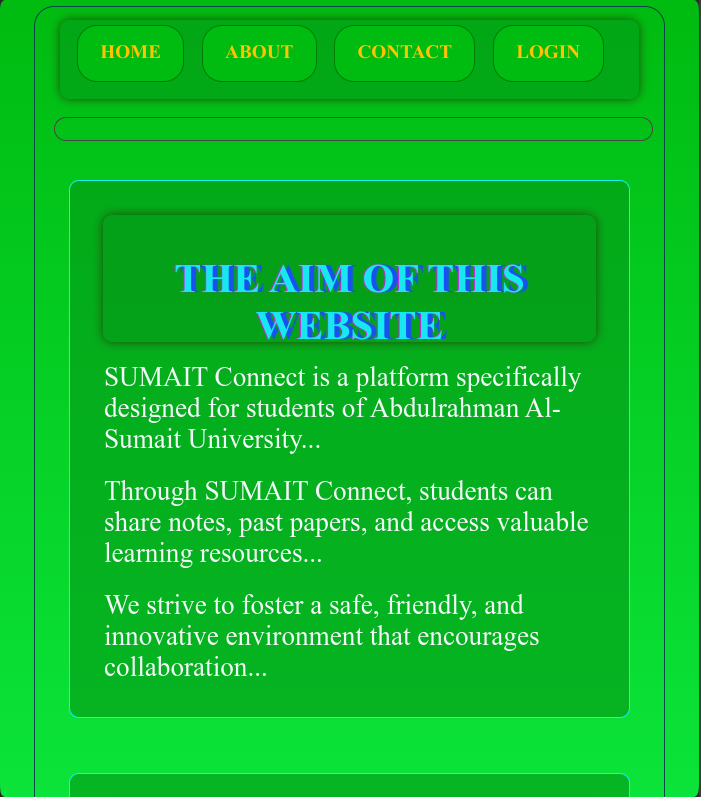 HOME ABOUT CONTACT LOGIN
THE AIM OF THIS
WEBSITE
SUMAIT Connect is a platform specifically
designed for students of Abdulrahman Al-
Sumait University...
Through SUMAIT Connect, students can
share notes, past papers, and access valuable
learning resources...
We strive to foster a safe, friendly, and
innovative environment that encourages
collaboration...